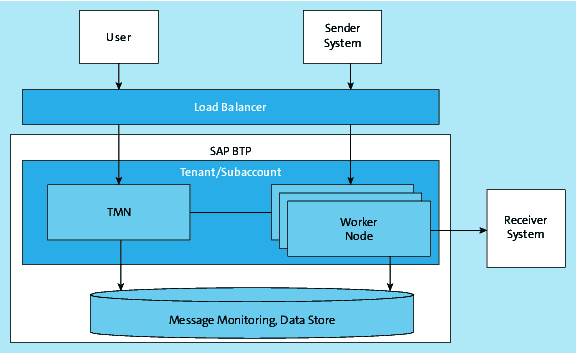 User
Sender
System
Load Balancer
SAP BTP
Tenant/Subaccount
TMN
Worker
Node
Receiver
System
Message Monitoring, Data Store